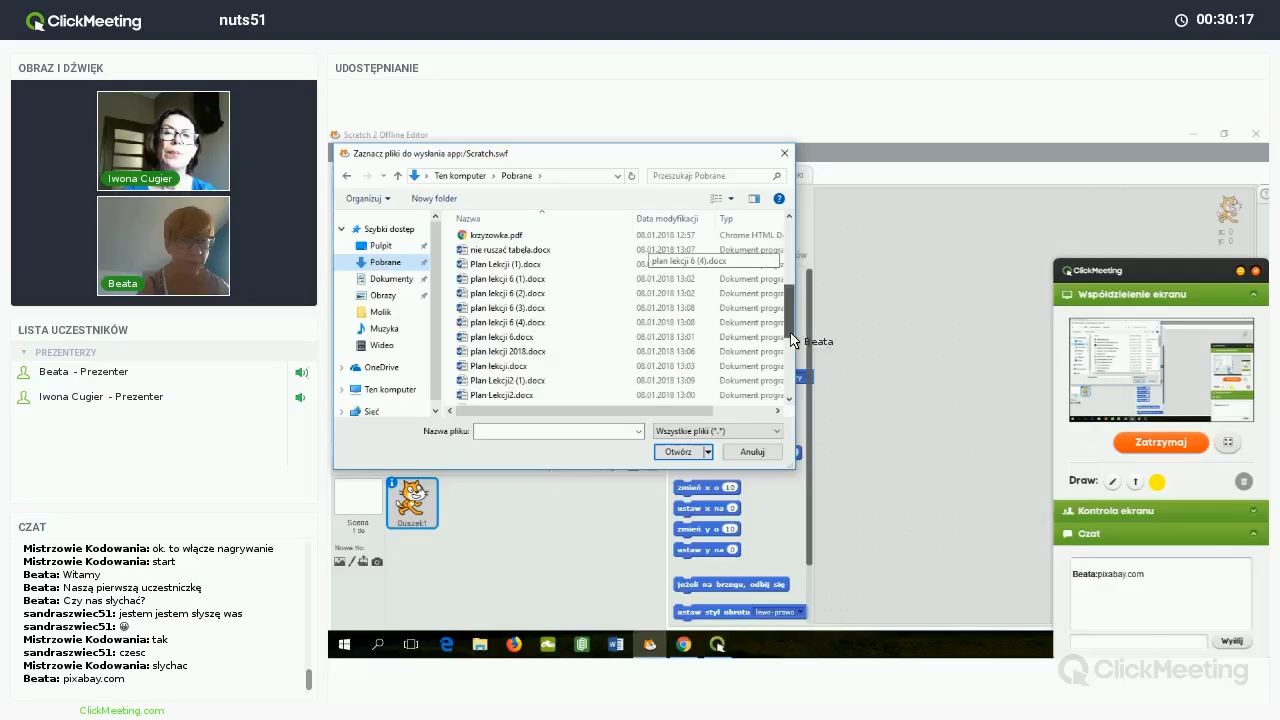 ClickMeeting
nuts51
00:30:17
OBRAZ I DŹWIĘK
Iwona Cugier
Beata
LISTA UCZESTNIKÓW
PREZENTERZY
Beata - Prezenter
Iwona Cugier - Prezenter
CZAT
Mistrzowie Kodowania: ok. to włącze nagrywanie
Mistrzowie Kodowania: start
Beata: Witamy
Beata: Naszą pierwszą uczestniczkę
Beata: Czy nas słychać?
sandraszwiec51: jestem jestem słyszę was
sandraszwiec51: 😀
Mistrzowie Kodowania: tak
sandraszwiec51: czesc
Mistrzowie Kodowania: slychac
Beata: pixabay.com
ClickMeeting.com
UDOSTĘPNIANIE
Scratch 2 Offline Editor
Zaznacz pliki do wysłania app:/Scratch.swf
Ten komputer > Pobrane >
Przeszukaj: Pobrane
Organizuj
Nowy folder
Szybki dostęp
Pulpit
Pobrane
Dokumenty
Obrazy
Molik
Muzyka
Wideo
OneDrive
Ten komputer
Sieć
Nazwa Data modyfikacji Typ
krzyzowka.pdf 08.01.2018 12:57 Chrome HTML D
nie ruszać tabela.docx 08.01.2018 13:07 Dokument progra
Plan Lekcji (1).docx Dokument progra
plan lekcji 6 (4).docx
plan lekcji 6 (1).docx 08.01.2018 13:02 Dokument progra
plan lekcji 6 (2).docx 08.01.2018 13:02 Dokument progra
plan lekcji 6 (3).docx 08.01.2018 13:08 Dokument progra
plan lekcji 6 (4).docx 08.01.2018 13:08 Dokument progra
plan lekcji 6.docx 08.01.2018 13:01 Dokument progra
plan lekcji 2018.docx 08.01.2018 13:06 Dokument progra
Plan Lekcji.docx 08.01.2018 13:03 Dokument progra
Plan Lekcji2 (1).docx 08.01.2018 13:09 Dokument progra
Plan Lekcji2.docx 08.01.2018 13:00 Dokument progra
Beata
Nazwa pliku:
Wszystkie pliki (*.*)
Otwórz
Anuluj
Scena
1 tło
Duszek1
Nowe tło:
zmień x o 10
ustaw x na 0
zmień y o 10
ustaw y na 0
jeżeli na brzegu, odbij się
ustaw styl obrotu lewo-prawo
x: 0
y: 0
ClickMeeting
Współdzielenie ekranu
Zatrzymaj
Draw:
Kontrola ekranu
Czat
Beata:pixabay.com
Wyślij
ClickMeeting